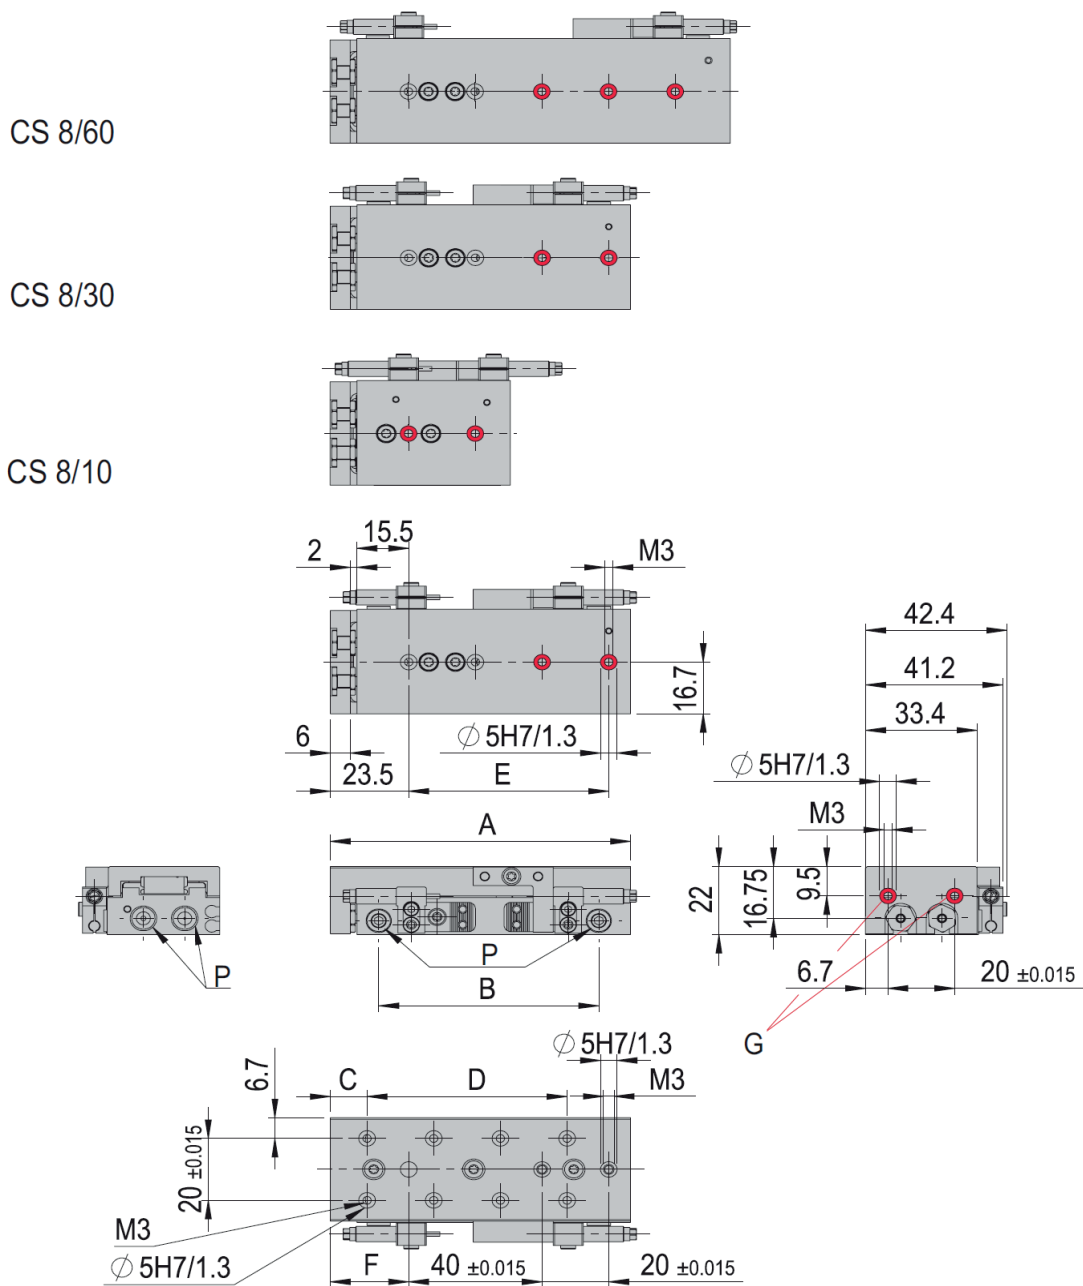 CS 8/60
CS 8/30
CS 8/10
15.5
2
M3
16.7
6
∅ 5H7/1.3
23.5
E
42.4
41.2
33.4
∅ 5H7/1.3
M3
A
22
16.75
9.5
P
P
B
6.7
20 ±0.015
G
∅ 5H7/1.3
6.7
C
D
M3
20 ±0.015
M3
∅ 5H7/1.3
F
40 ±0.015
20 ±0.015